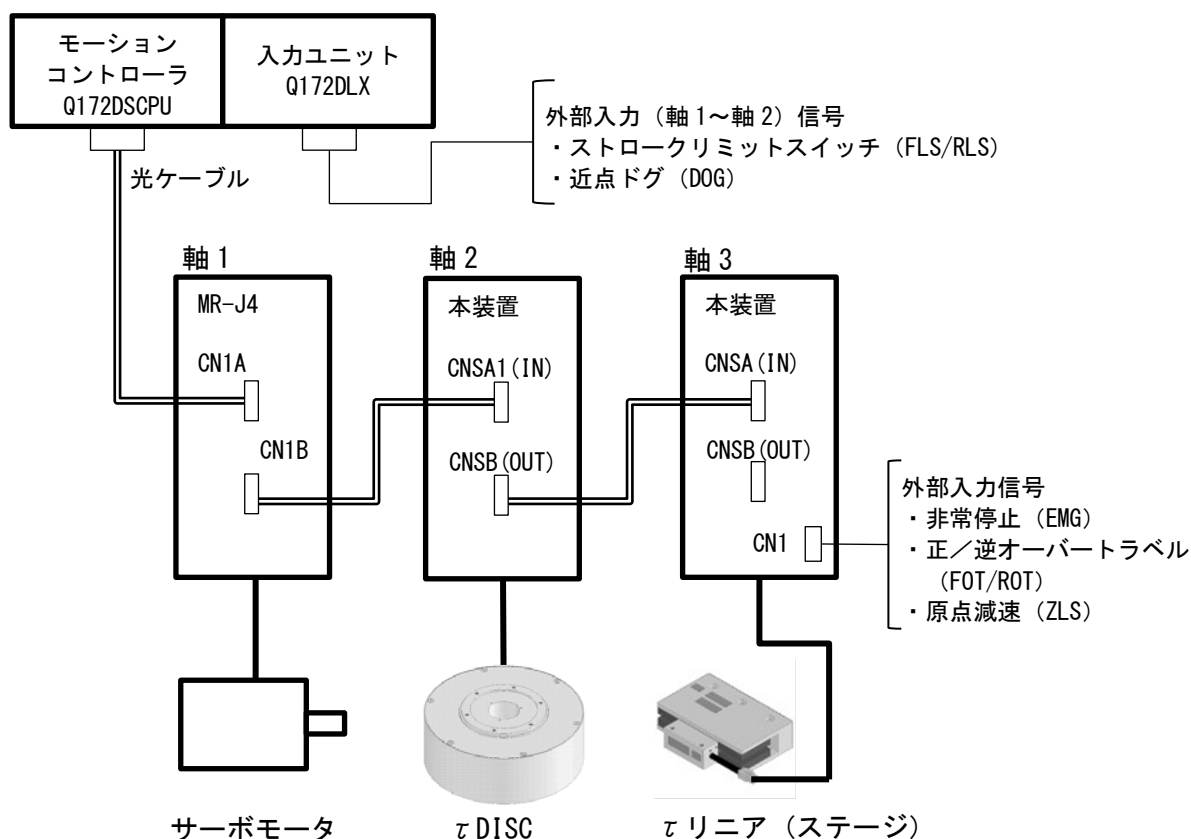 モーション
コントローラ
Q172DSCPU
入力ユニット
Q172DLX
外部入力（軸1～軸2）信号
・ストロークリミットスイッチ（FLS/RLS）
・近点ドグ（DOG）
光ケーブル
軸1
MR-J4
CN1A
CN1B
軸2
本装置
CNSA1(IN)
CNSB(OUT)
軸3
本装置
CNSA(IN)
CNSB(OUT)
CN1
外部入力信号
・非常停止（EMG）
・正／逆オーバートラベル
（FOT/ROT）
・原点減速（ZLS）
サーボモータ
τDISC
τリニア（ステージ）